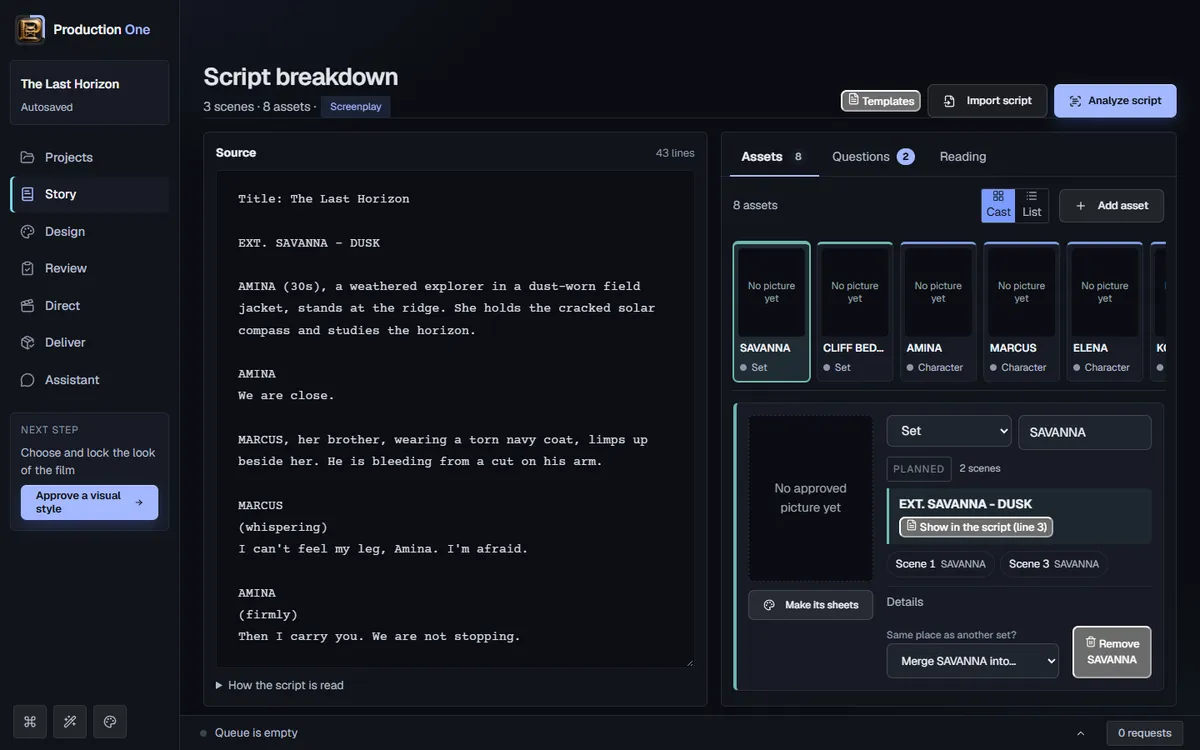 Production One
The Last Horizon
Autosaved
Projects
Story
Design
Review
Direct
Deliver
Assistant
NEXT STEP
Choose and lock the look
of the film
Approve a visual
style →
⌘
Script breakdown
3 scenes · 8 assets ·
Screenplay
Templates
Import script
Analyze script
Source
43 lines
Title: The Last Horizon
EXT. SAVANNA - DUSK
AMINA (30s), a weathered explorer in a dust-worn field
jacket, stands at the ridge. She holds the cracked solar
compass and studies the horizon.
AMINA
We are close.
MARCUS, her brother, wearing a torn navy coat, limps up
beside her. He is bleeding from a cut on his arm.
MARCUS
(whispering)
I can't feel my leg, Amina. I'm afraid.
AMINA
(firmly)
Then I carry you. We are not stopping.
How the script is read
Assets 8
Questions 2
Reading
8 assets
Cast
List
+ Add asset
No picture
yet
SAVANNA
Set
No picture
yet
CLIFF BED...
Set
No picture
yet
AMINA
Character
No picture
yet
MARCUS
Character
No picture
yet
ELENA
Character
No approved
picture yet
Make its sheets
Set
SAVANNA
PLANNED
2 scenes
EXT. SAVANNA - DUSK
Show in the script (line 3)
Scene 1 SAVANNA
Scene 3 SAVANNA
Details
Same place as another set?
Merge SAVANNA into...
Remove
SAVANNA
Queue is empty
0 requests